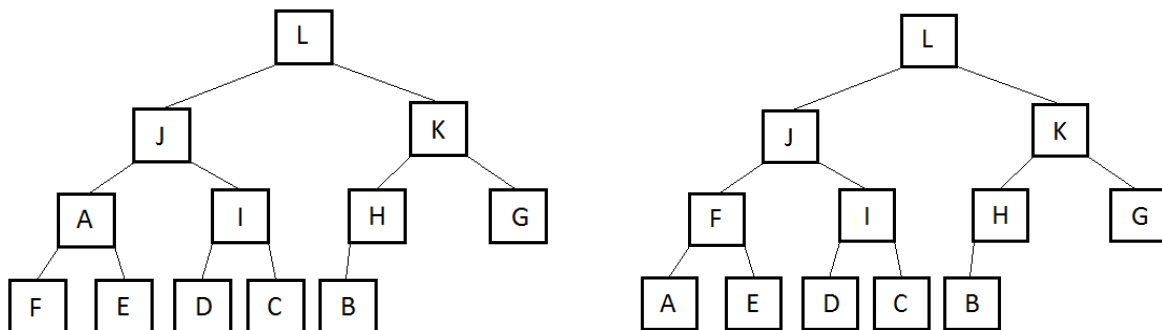 L L
J K J K
A I H G F I H G
F E D C B A E D C B